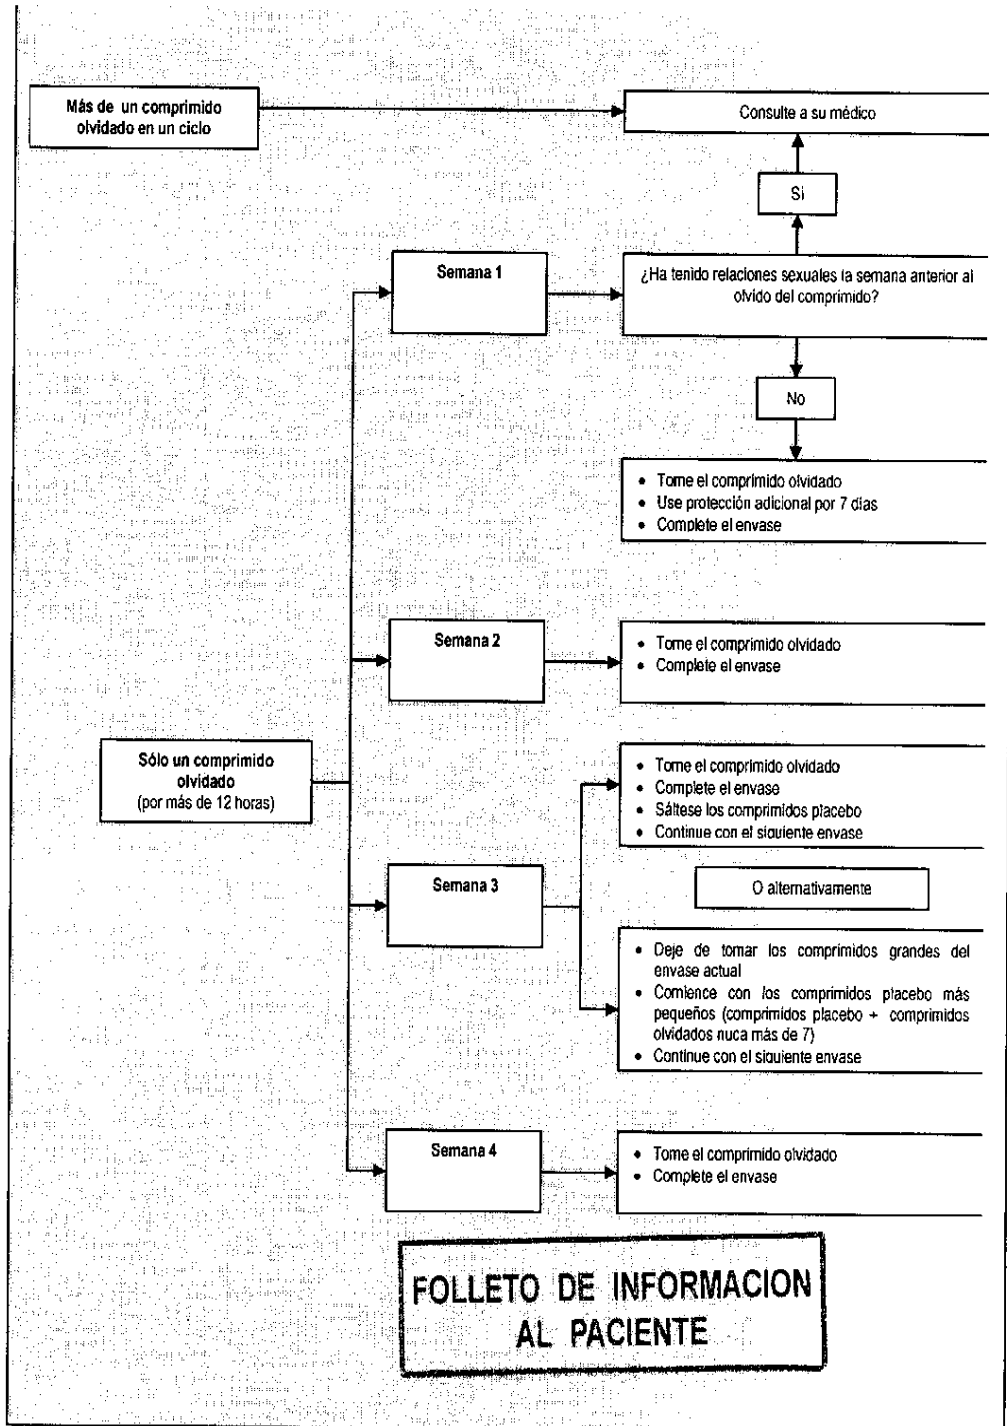 Más de un comprimido
olvidado en un ciclo
Consulte a su médico
Si
Semana 1
¿Ha tenido relaciones sexuales la semana anterior al
olvido del comprimido?
No
• Tome el comprimido olvidado
• Use protección adicional por 7 días
• Complete el envase
Semana 2
• Tome el comprimido olvidado
• Complete el envase
Sólo un comprimido
olvidado
(por más de 12 horas)
• Tome el comprimido olvidado
• Complete el envase
• Sáltese los comprimidos placebo
• Continue con el siguiente envase
Semana 3
O alternativamente
• Deje de tomar los comprimidos grandes del
envase actual
• Comience con los comprimidos placebo más
pequeños (comprimidos placebo + comprimidos
olvidados nuca más de 7)
• Continue con el siguiente envase
Semana 4
• Tome el comprimido olvidado
• Complete el envase
FOLLETO DE INFORMACION
AL PACIENTE